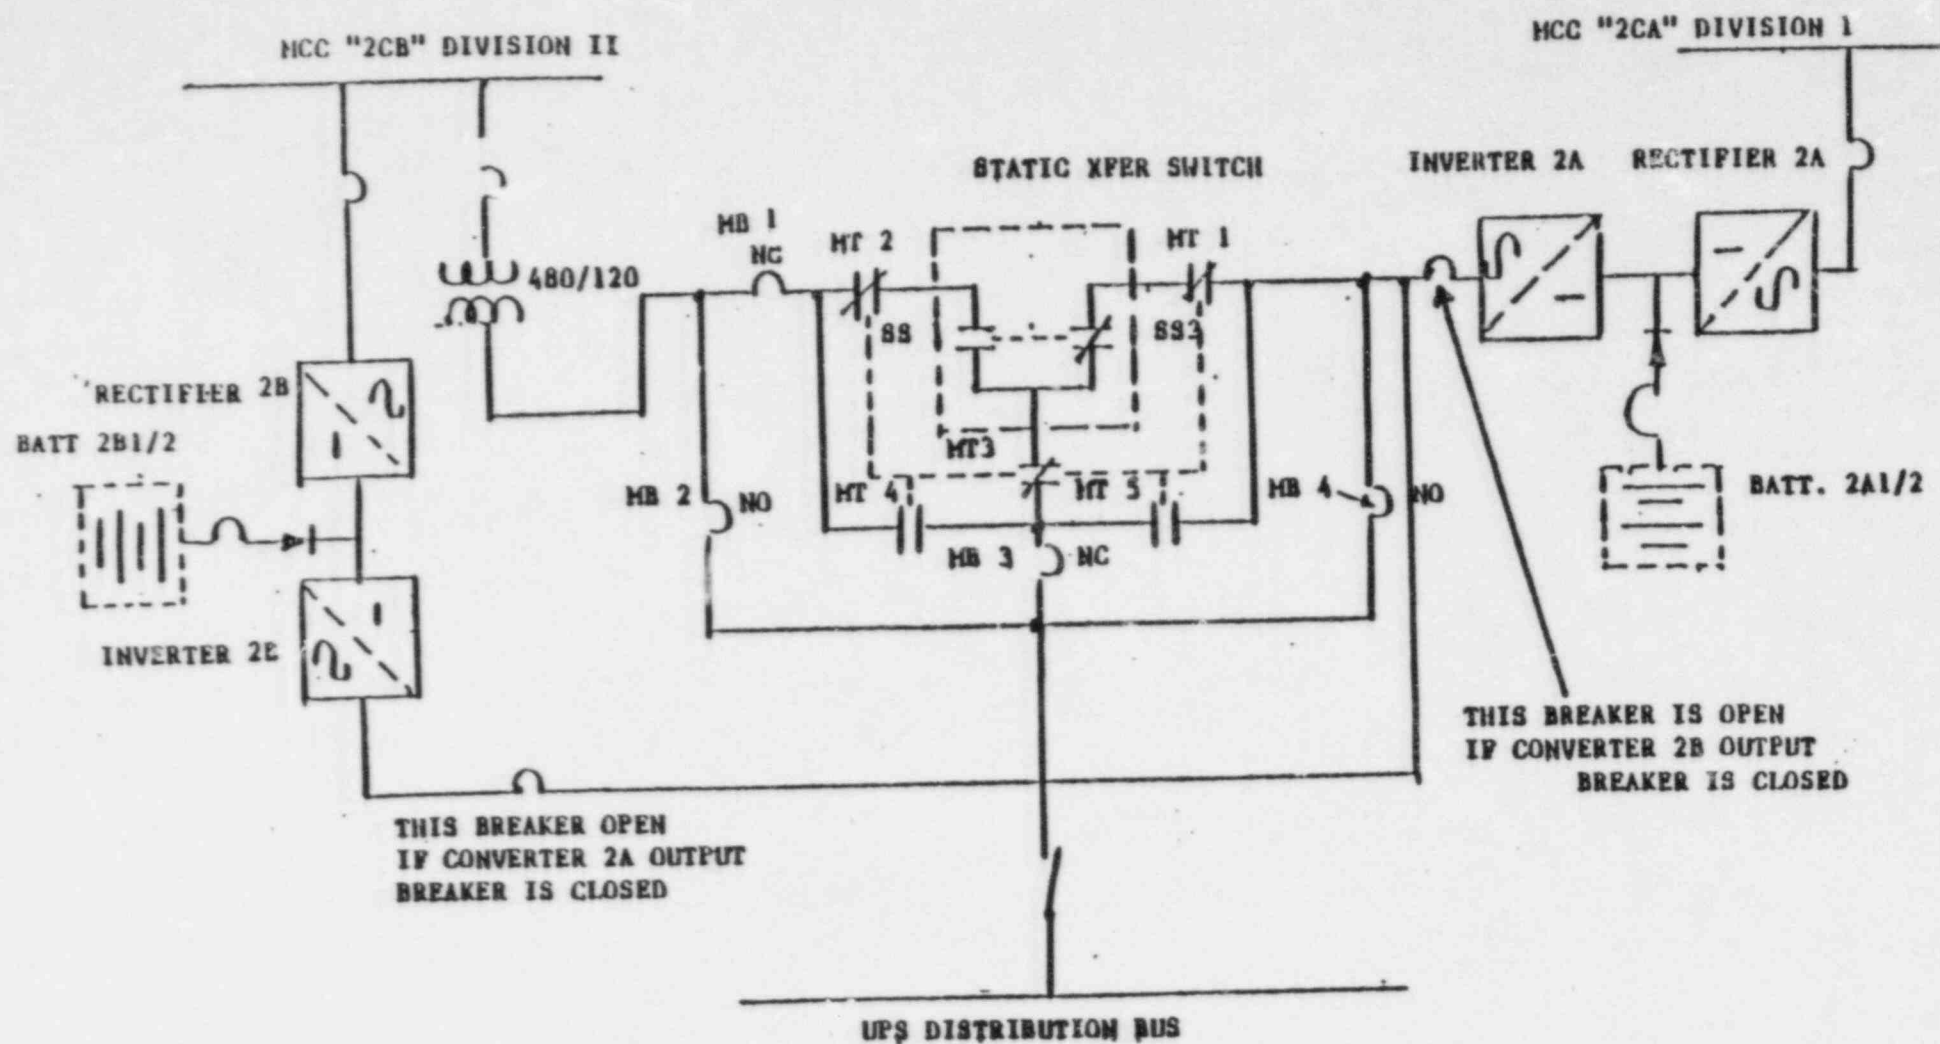 MCC "2CB" DIVISION II
MCC "2CA" DIVISION 1
STATIC XFER SWITCH
INVERTER 2A
RECTIFIER 2A
MB 1
NC
MT 2
MT 1
480/120
SS
SS2
RECTIFIER 2B
BATT 2B1/2
MT3
MB 2
NO
MT 4
MT 5
MB 4
NO
BATT. 2A1/2
MB 3
NC
INVERTER 2B
THIS BREAKER IS OPEN
IF CONVERTER 2B OUTPUT
BREAKER IS CLOSED
THIS BREAKER OPEN
IF CONVERTER 2A OUTPUT
BREAKER IS CLOSED
UPS DISTRIBUTION BUS